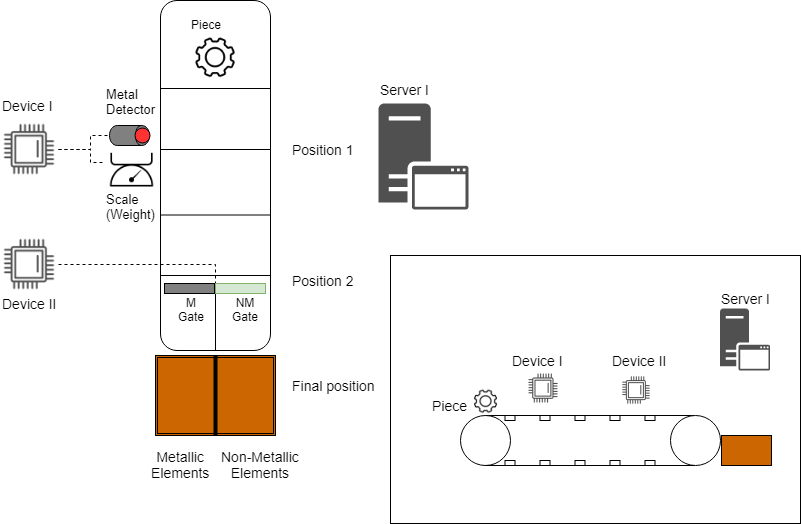 Piece
Device I
Metal
Detector
Server I
Position 1
Scale
(Weight)
Device II
Position 2
M
Gate
NM
Gate
Final position
Metallic
Elements
Non-Metallic
Elements
Server I
Device I
Device II
Piece